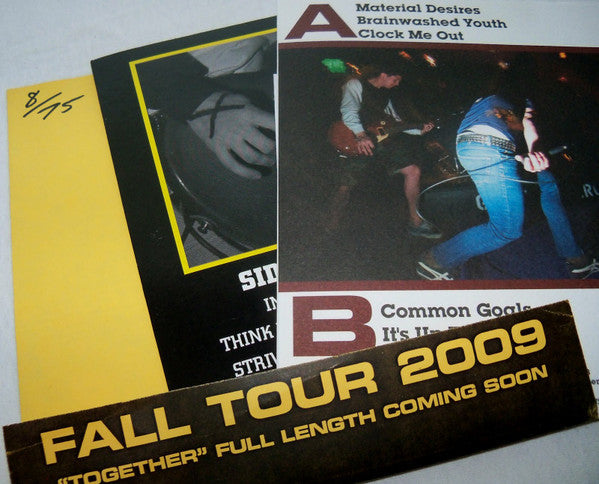 8/75
A
Material Desires
Brainwashed Youth
Clock Me Out
SID
IN
THINK
STRIV
B
Common Goals
It's Up
FALL TOUR 2009
"TOGETHER" FULL LENGTH COMING SOON